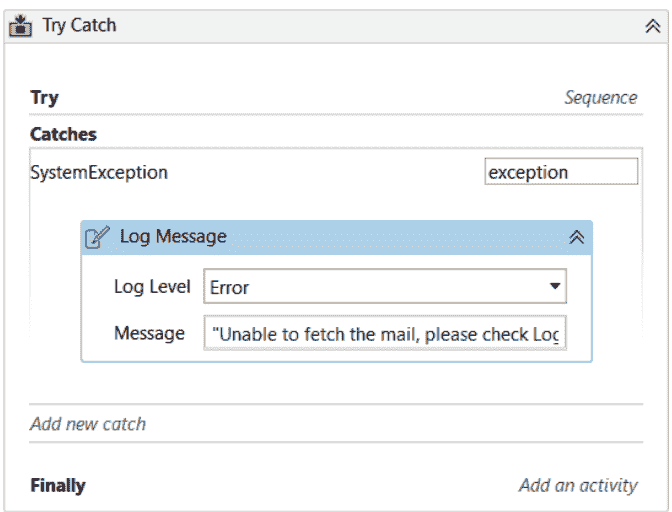 Try Catch
Try
Sequence
Catches
SystemException
exception
Log Message
Log Level
Error
Message
"Unable to fetch the mail, please check Log
Add new catch
Finally
Add an activity